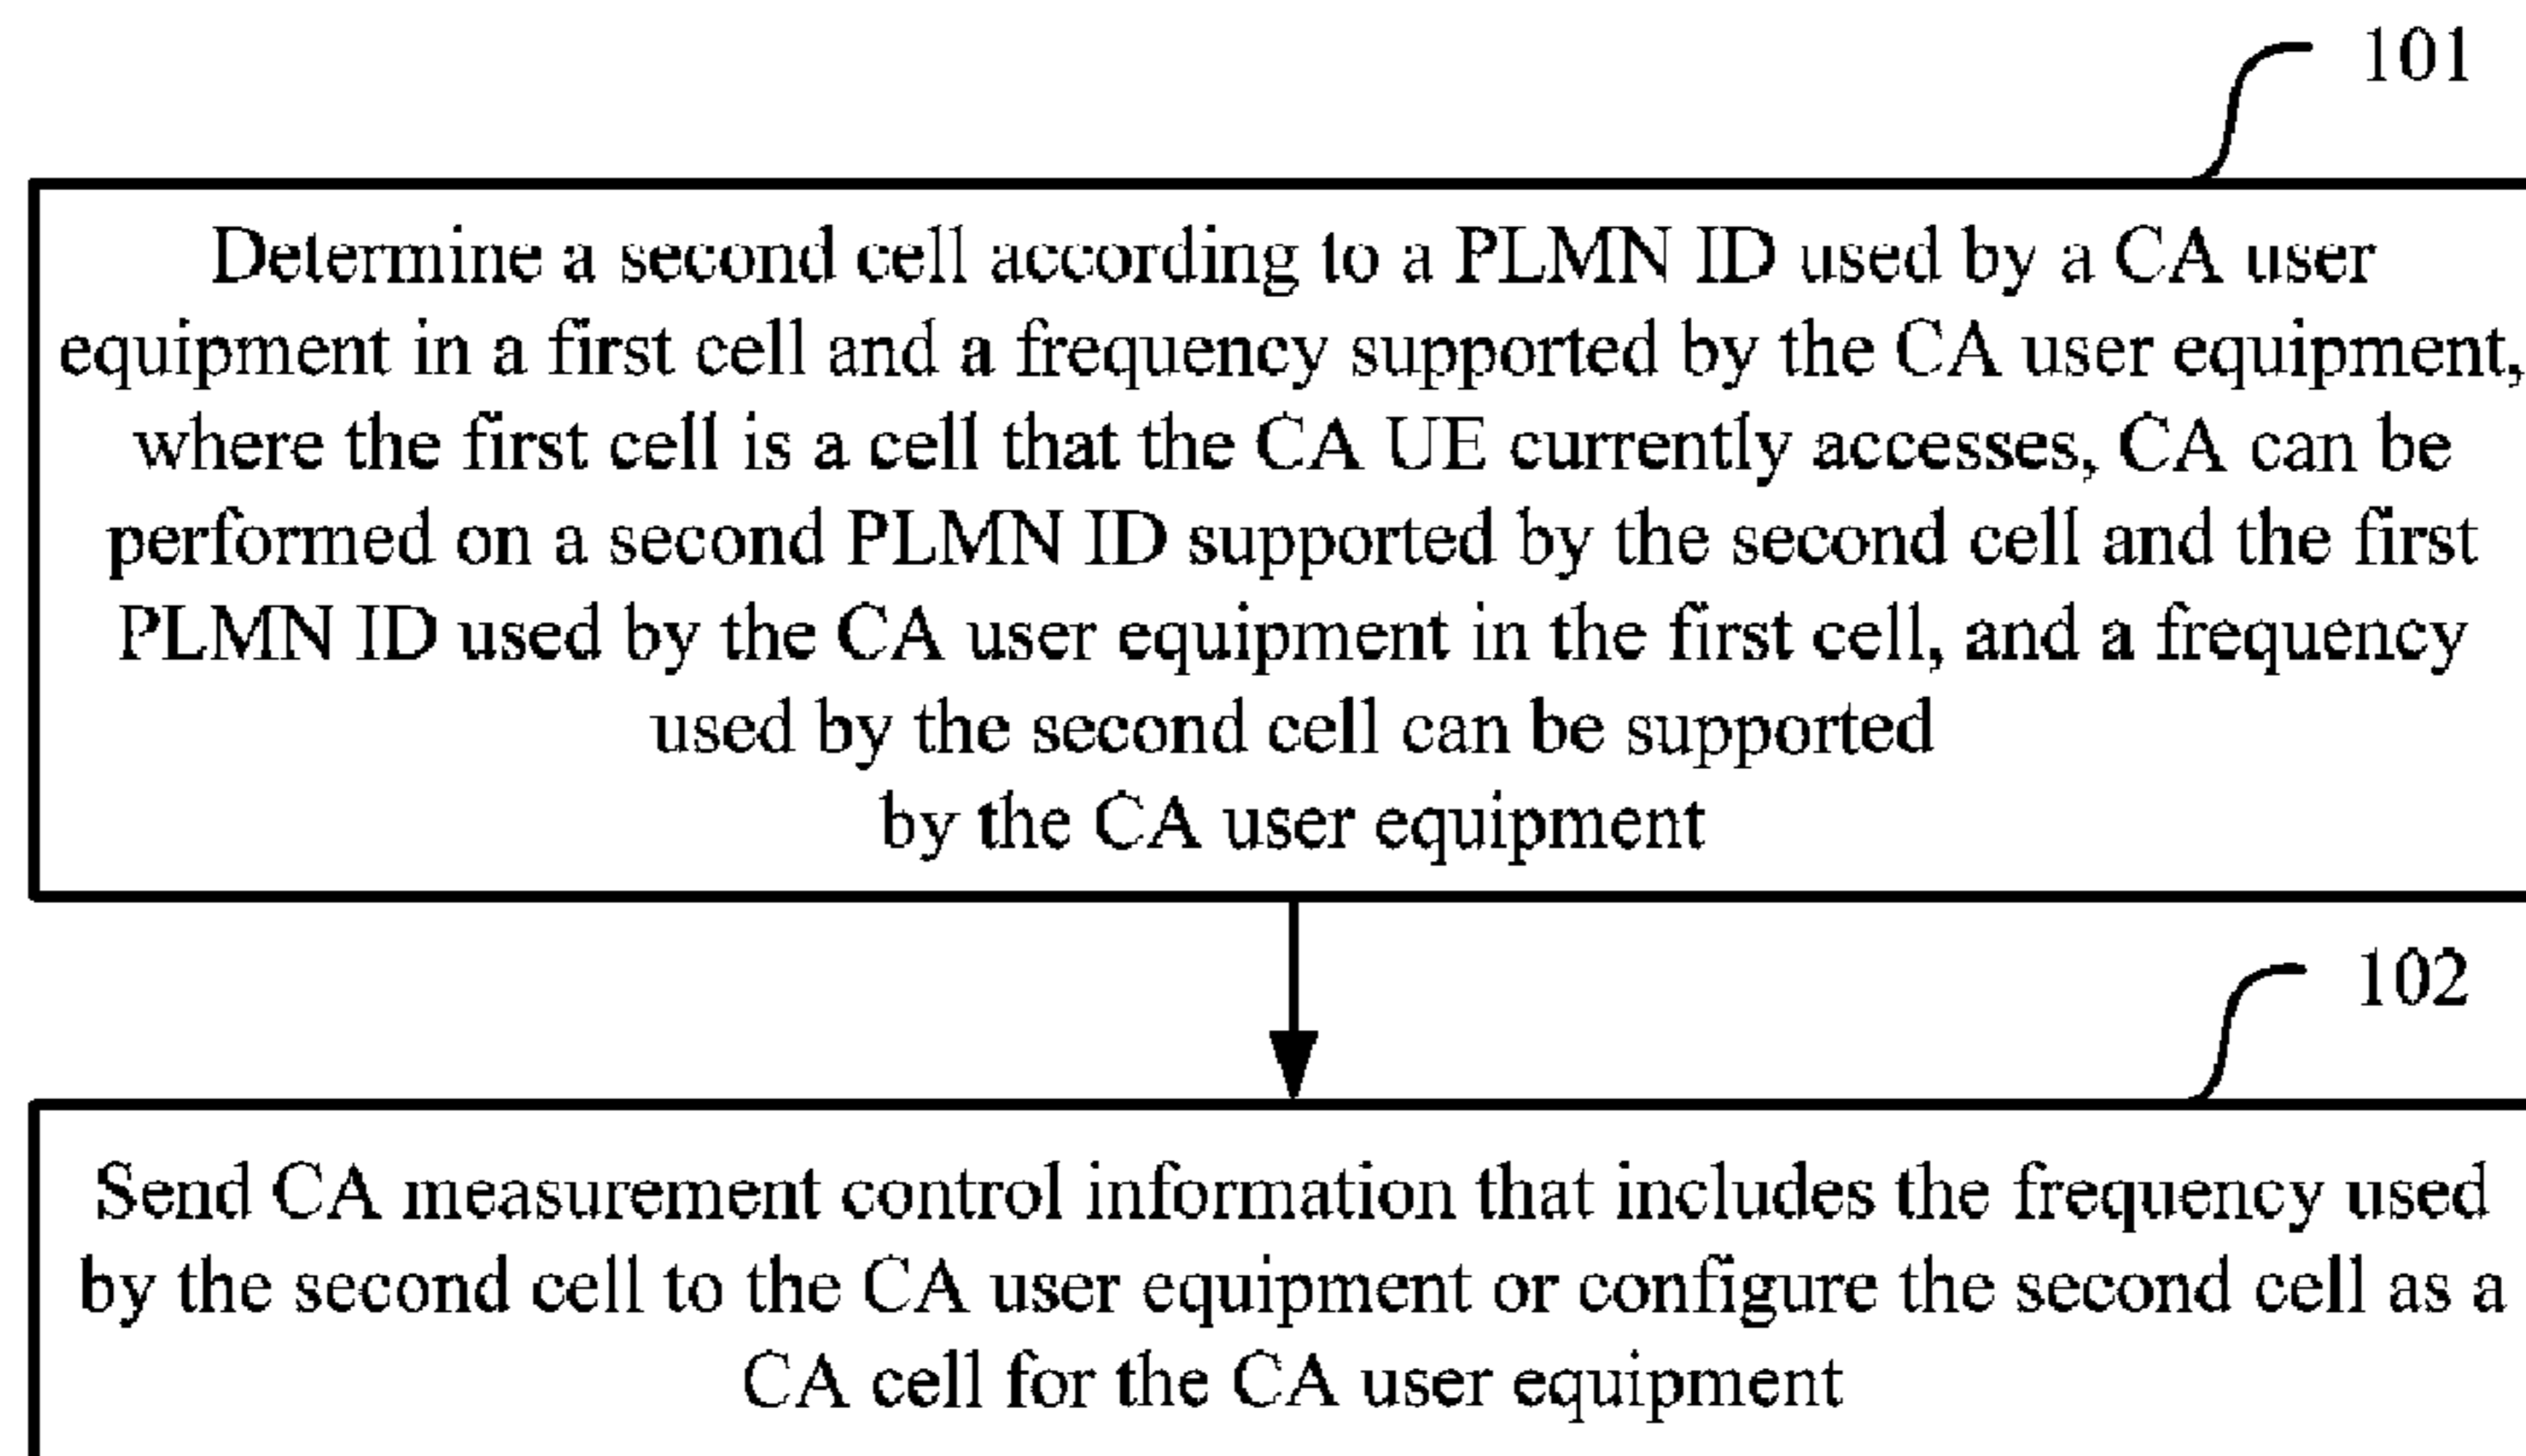 101
Determine a second cell according to a PLMN ID used by a CA user
equipment in a first cell and a frequency supported by the CA user equipment,
where the first cell is a cell that the CA UE currently accesses, CA can be
performed on a second PLMN ID supported by the second cell and the first
PLMN ID used by the CA user equipment in the first cell, and a frequency
used by the second cell can be supported
by the CA user equipment
102
Send CA measurement control information that includes the frequency used
by the second cell to the CA user equipment or configure the second cell as a
CA cell for the CA user equipment